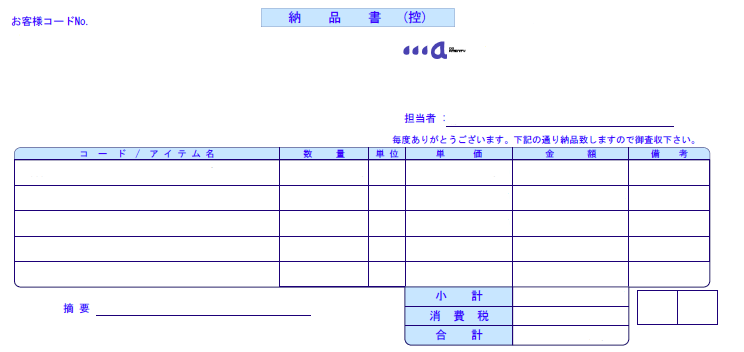 お客様コードNo.
納品書 (控)
担当者 :
毎度ありがとうございます。下記の通り納品致しますので御査収下さい。
コード / アイテム名 数量 単位 単価 金額 備考
小計
摘要
消費税
合計